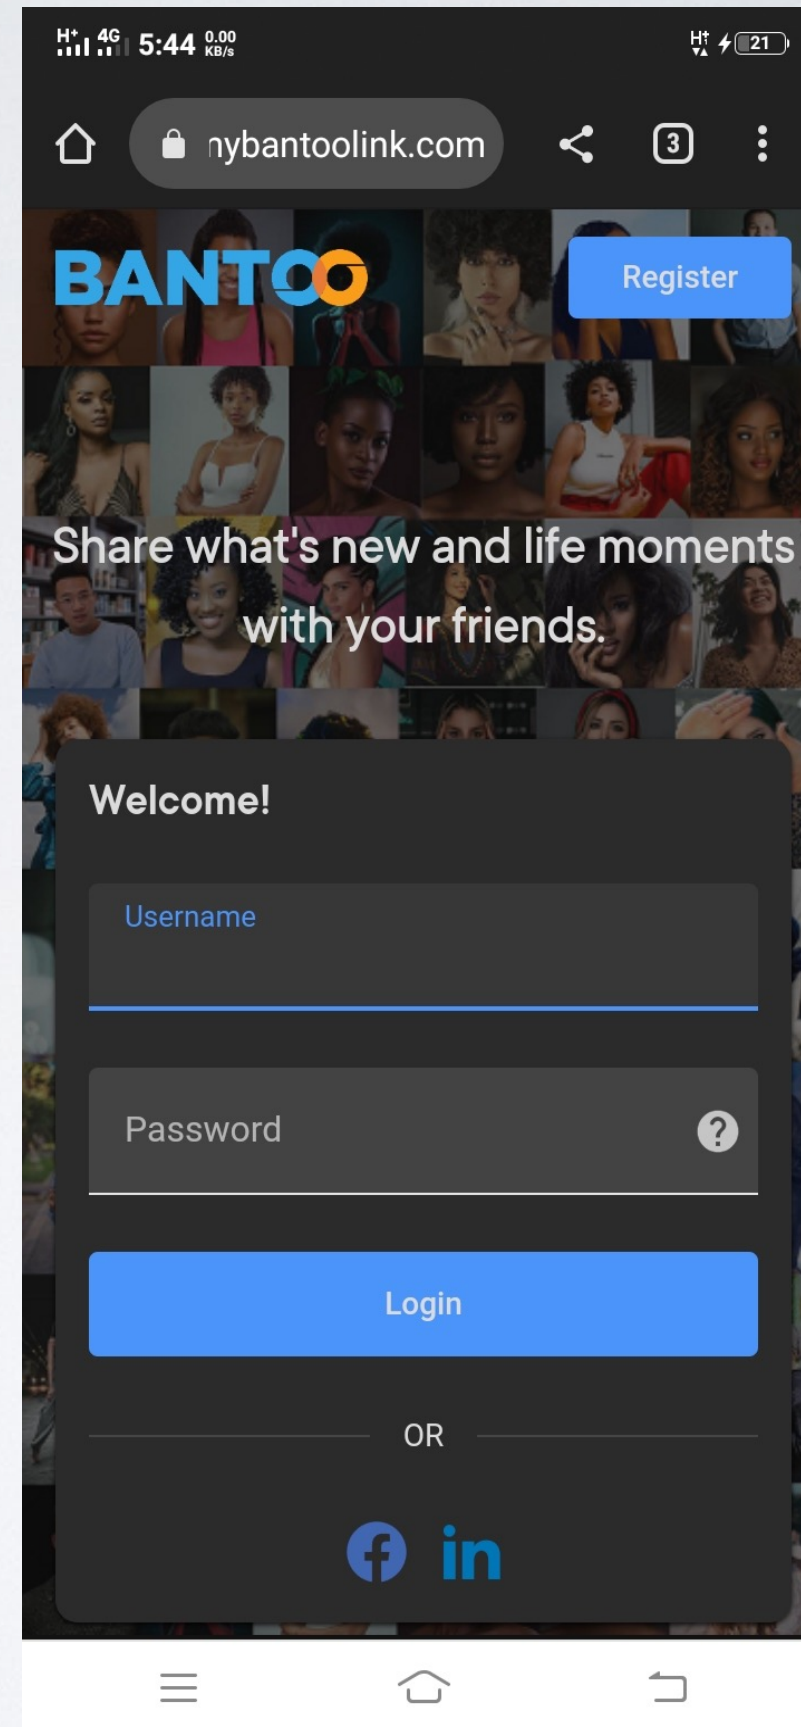 H+ 4G 5:44 0.00 KB/s H† 21
nybantoolink.com 3
BANTOO Register
Share what's new and life moments
with your friends.
Welcome!
Username
Password ?
Login
OR
f in